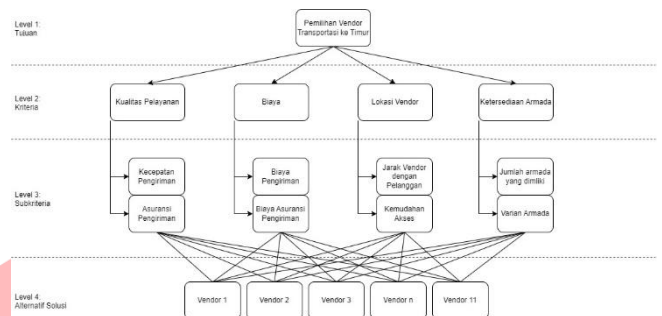 Level 1:
Tujuan
Pemilihan Vendor
Transportasi ke Timur
Level 2:
Kriteria
Kualitas Pelayanan
Biaya
Lokasi Vendor
Ketersediaan Armada
Level 3:
Subkriteria
Kecepatan
Pengiriman
Biaya
Pengiriman
Jarak Vendor
dengan
Pelanggan
Jumlah armada
yang dimiliki
Asuransi
Pengiriman
Biaya Asuransi
Pengiriman
Kemudahan
Akses
Varian Armada
Level 4:
Alternatif Solusi
Vendor 1
Vendor 2
Vendor 3
Vendor n
Vendor 11